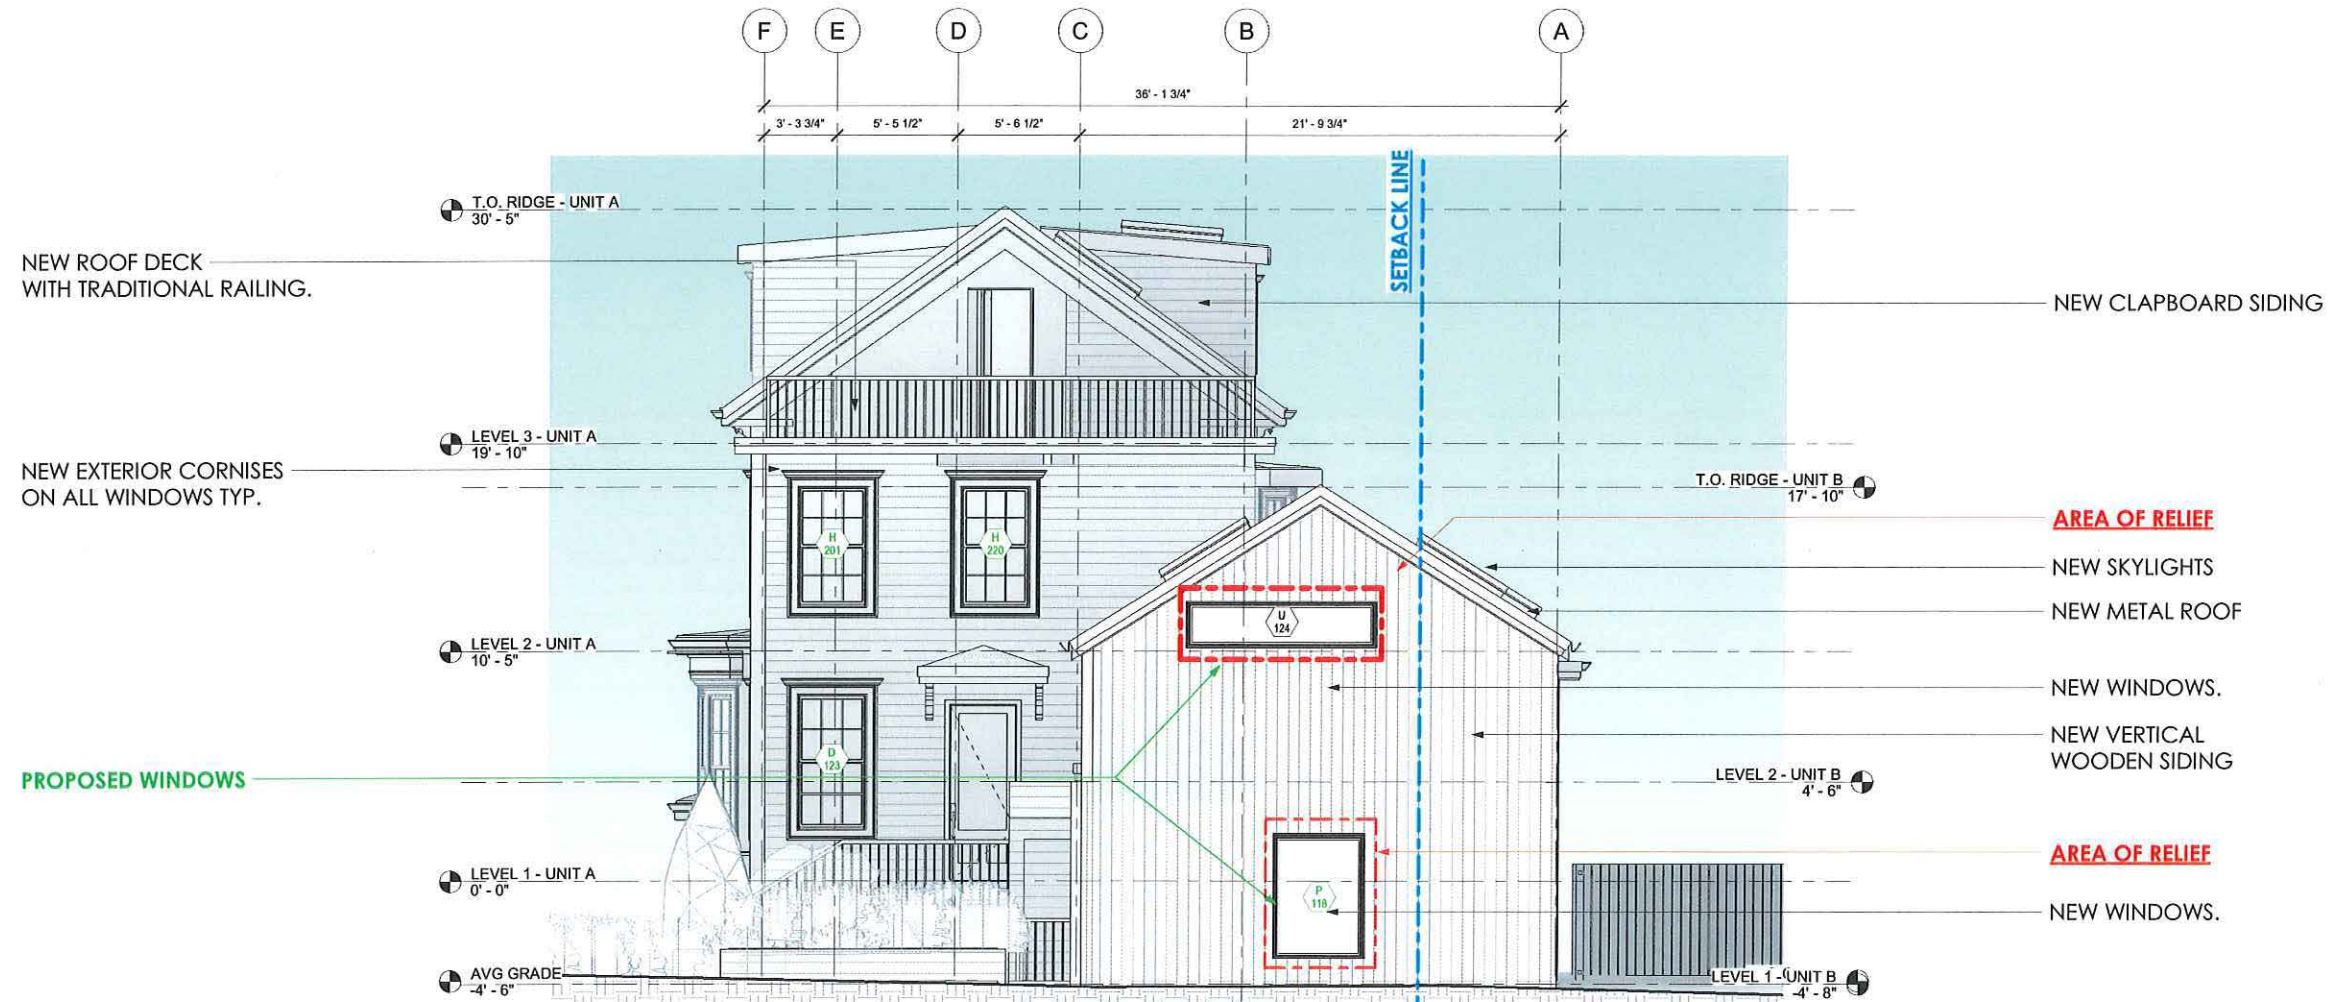 F
E
D
C
B
A
36' - 1 3/4"
3' - 3 3/4"
5' - 5 1/2"
5' - 6 1/2"
21' - 9 3/4"
SETBACK LINE
T.O. RIDGE - UNIT A
30' - 5"
NEW ROOF DECK
WITH TRADITIONAL RAILING.
NEW CLAPBOARD SIDING
LEVEL 3 - UNIT A
19' - 10"
NEW EXTERIOR CORNISES
ON ALL WINDOWS TYP.
T.O. RIDGE - UNIT B
17' - 10"
AREA OF RELIEF
H
201
H
220
NEW SKYLIGHTS
NEW METAL ROOF
U
124
LEVEL 2 - UNIT A
10' - 5"
NEW WINDOWS.
NEW VERTICAL
WOODEN SIDING
D
123
PROPOSED WINDOWS
LEVEL 2 - UNIT B
4' - 6"
AREA OF RELIEF
LEVEL 1 - UNIT A
0' - 0"
P
118
NEW WINDOWS.
AVG GRADE
-4' - 6"
LEVEL 1 - UNIT B
-4' - 8"